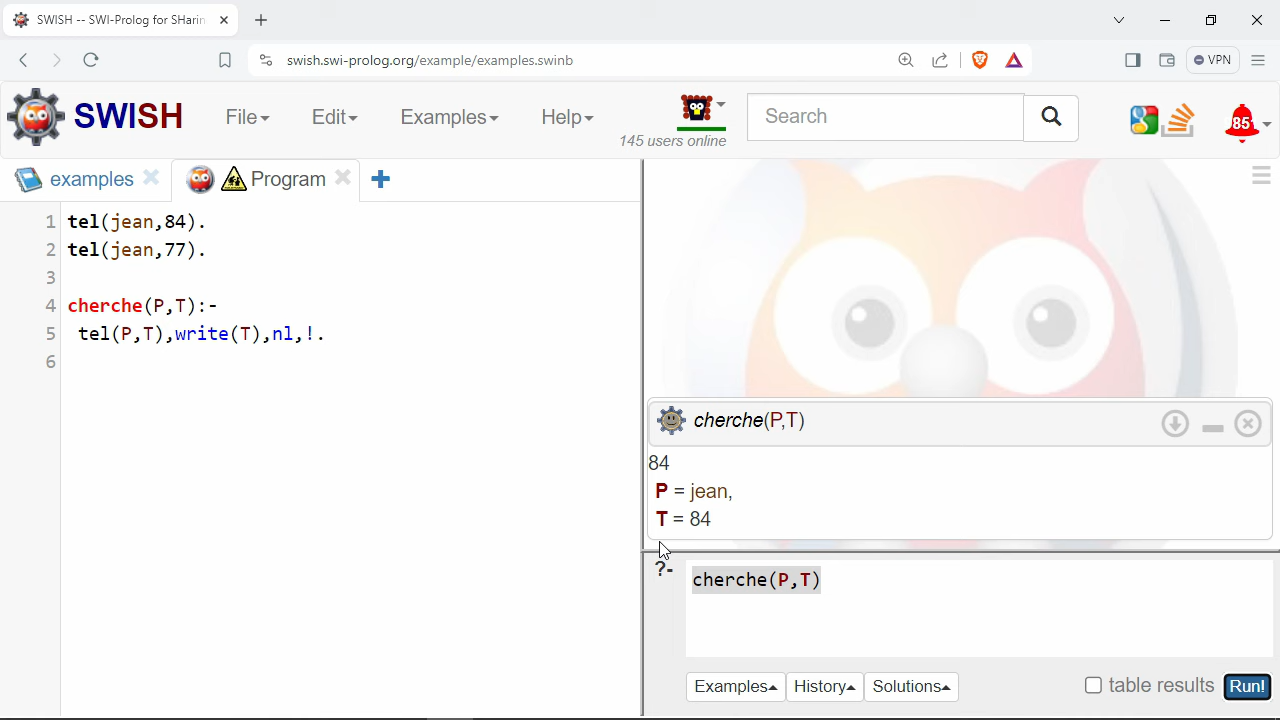 SWISH -- SWI-Prolog for SHarin
swish.swi-prolog.org/example/examples.swinb
VPN
SWISH
File
Edit
Examples
Help
145 users online
Search
85
examples
Program
1 tel(jean,84).
2 tel(jean,77).
3
4 cherche(P,T):-
5 tel(P,T),write(T),nl,!.
6
cherche(P,T)
84
P = jean,
T = 84
?- cherche(P,T)
Examples
History
Solutions
table results
Run!